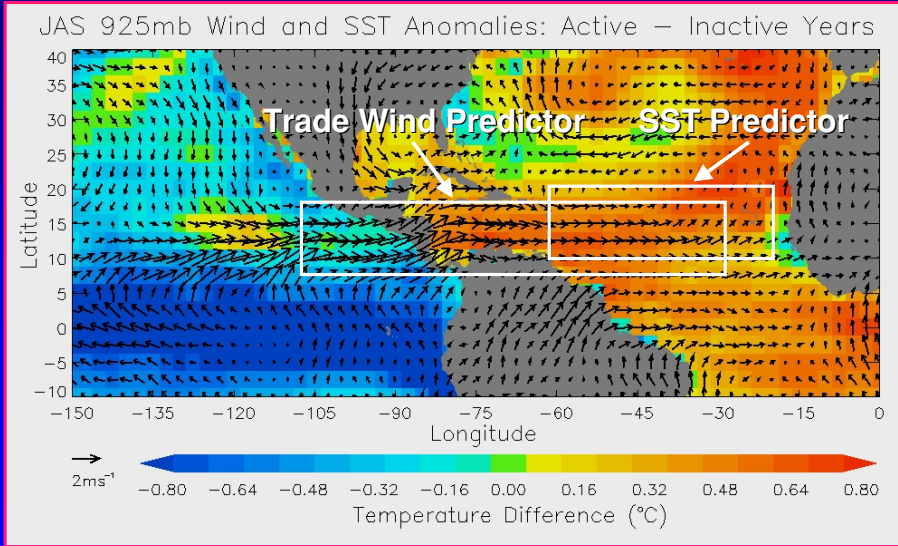 JAS 925mb Wind and SST Anomalies: Active – Inactive Years
Trade Wind Predictor
SST Predictor
Latitude
40
35
30
25
20
15
10
5
0
−5
−10
−150 −135 −120 −105 −90 −75 −60 −45 −30 −15 0
Longitude
2ms⁻¹
−0.80 −0.64 −0.48 −0.32 −0.16 0.00 0.16 0.32 0.48 0.64 0.80
Temperature Difference (°C)